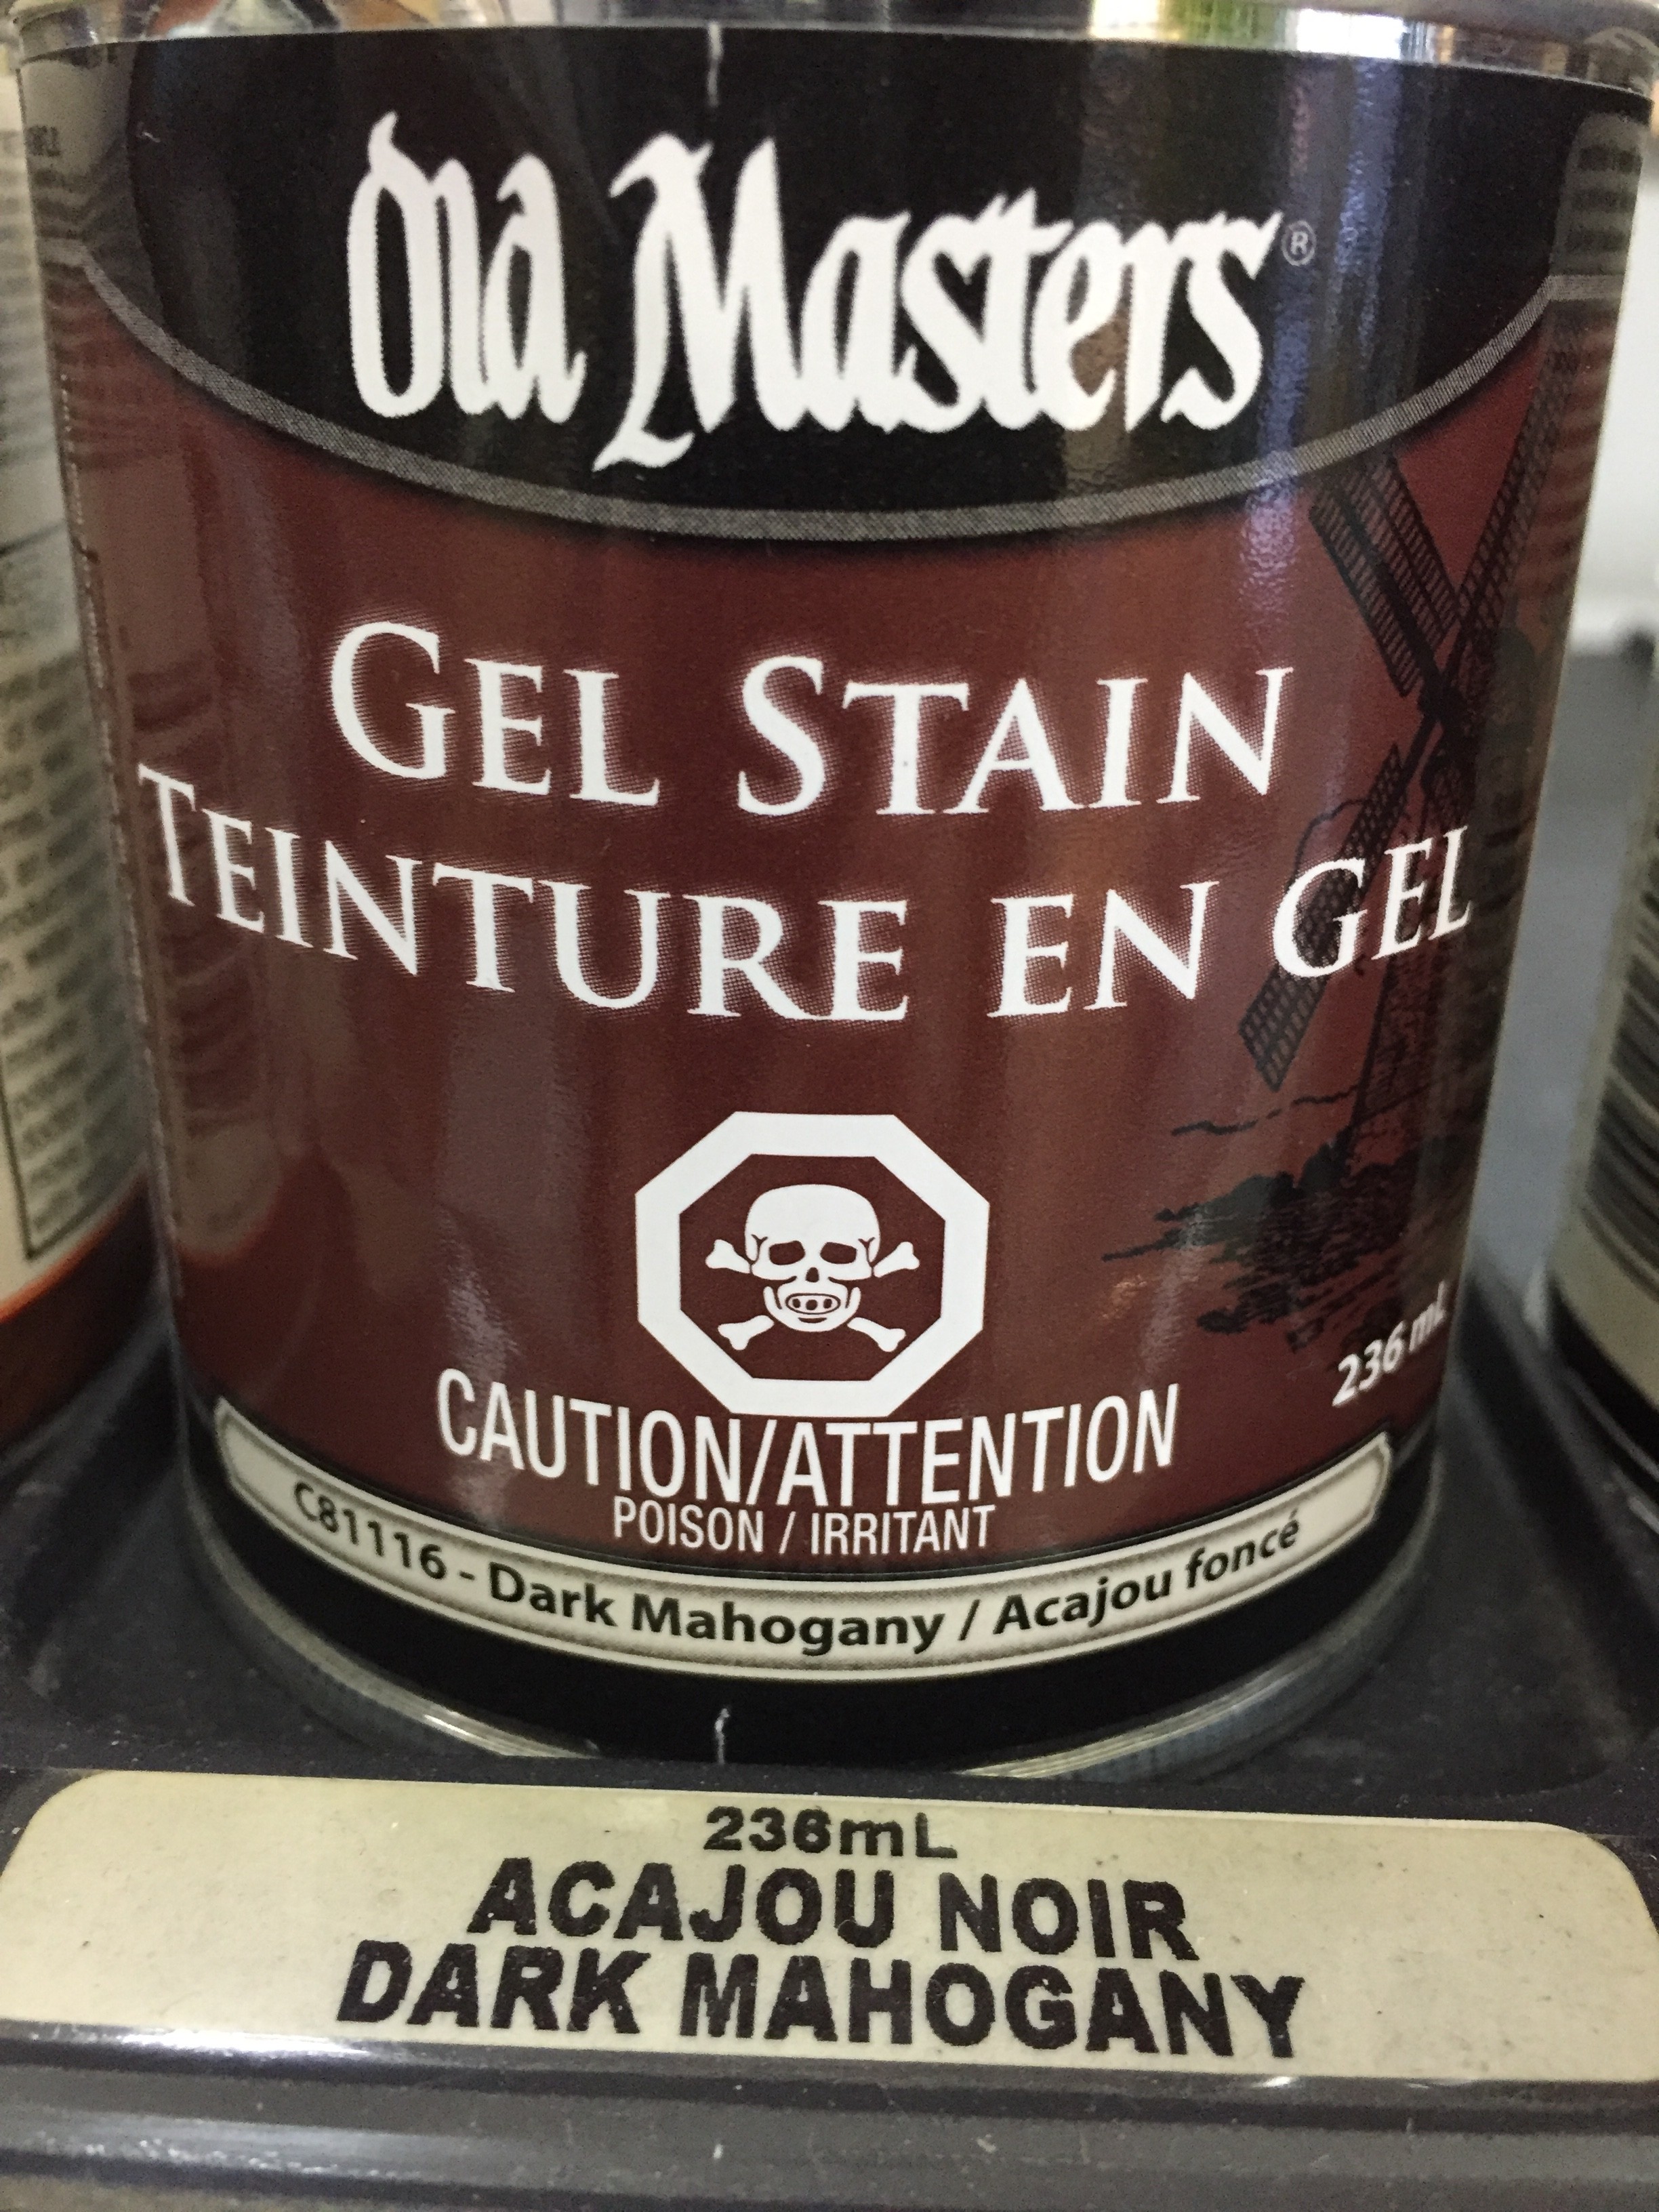 Old Masters®
GEL STAIN
TEINTURE EN GEL
236 mL
CAUTION/ATTENTION
POISON / IRRITANT
C81116 - Dark Mahogany / Acajou foncé
236mL
ACAJOU NOIR
DARK MAHOGANY